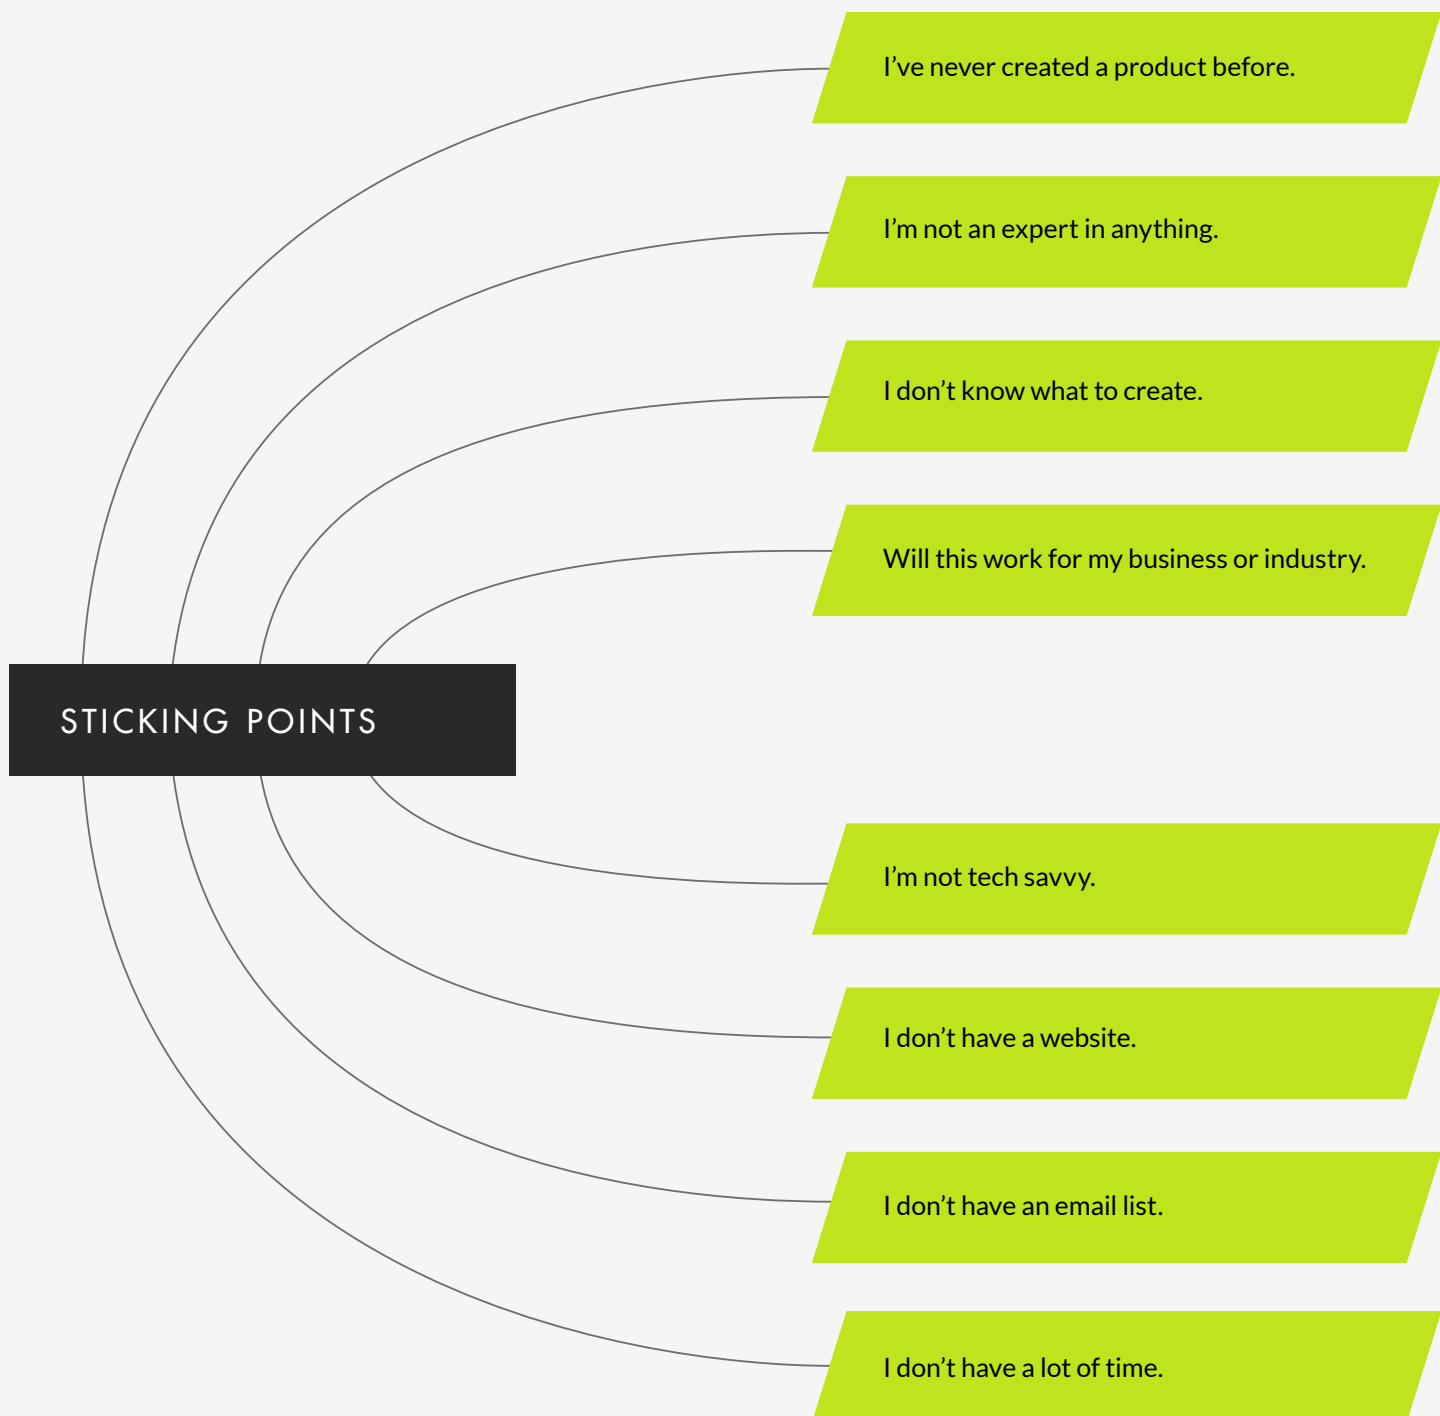 I’ve never created a product before.
I’m not an expert in anything.
I don’t know what to create.
Will this work for my business or industry.
STICKING POINTS
I’m not tech savvy.
I don’t have a website.
I don’t have an email list.
I don’t have a lot of time.